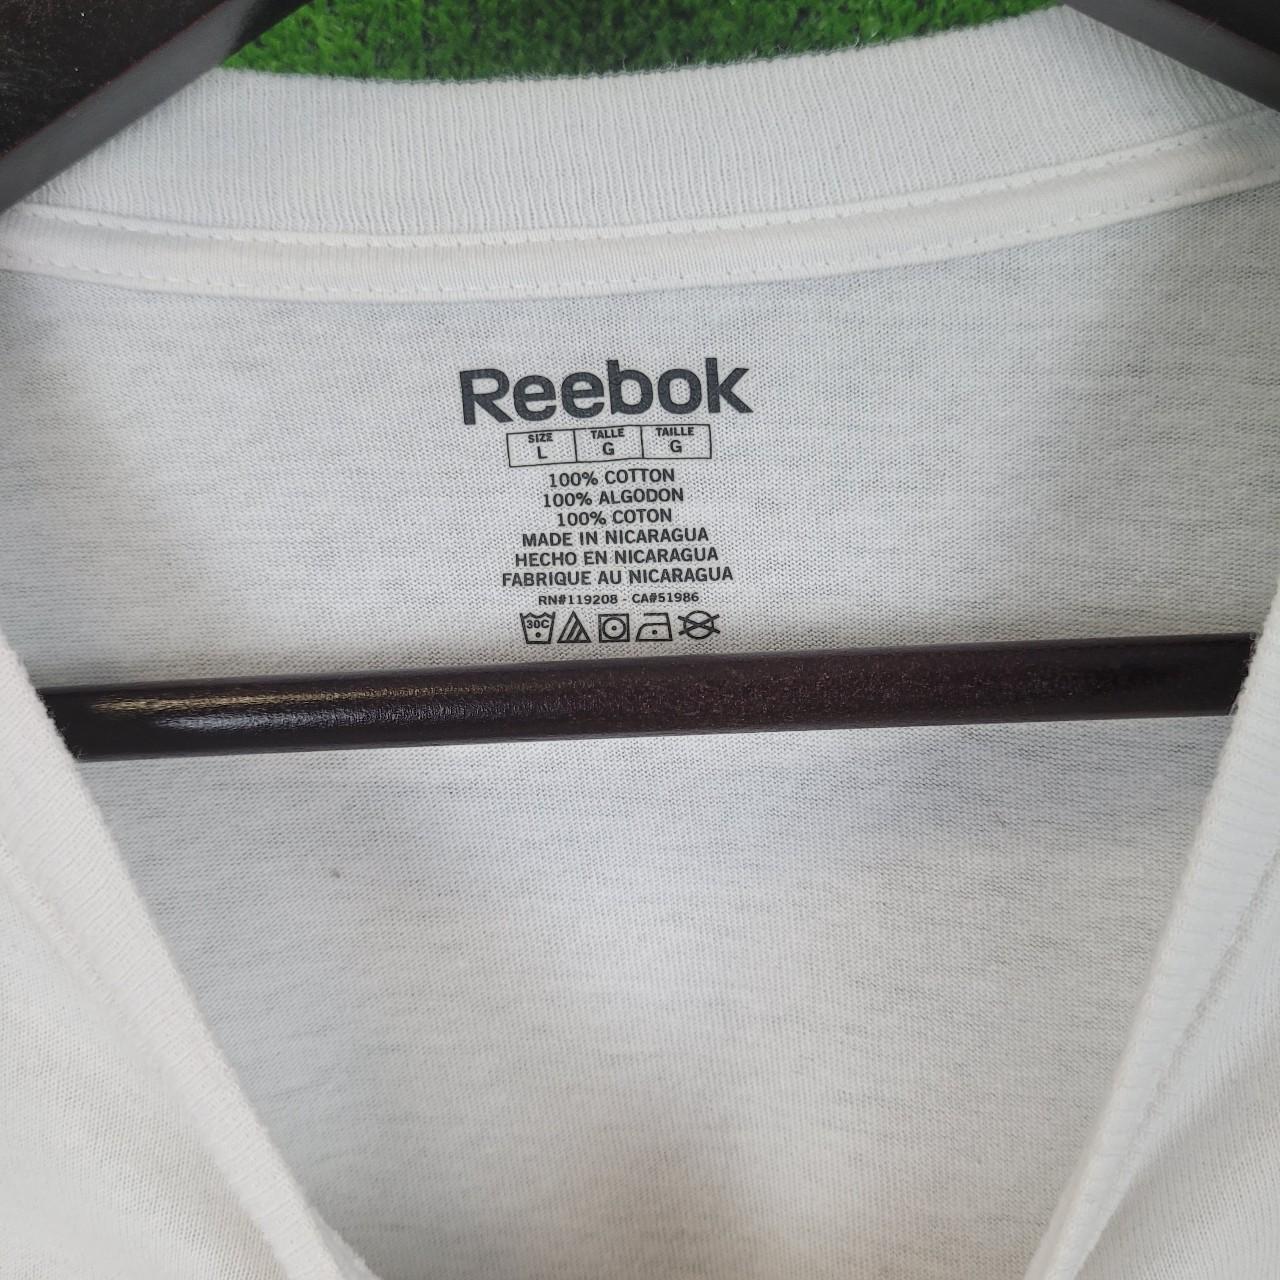 Reebok
SIZE TALLE TAILLE
L G G
100% COTTON
100% ALGODON
100% COTON
MADE IN NICARAGUA
HECHO EN NICARAGUA
FABRIQUE AU NICARAGUA
RN#119208 - CA#51986
30C